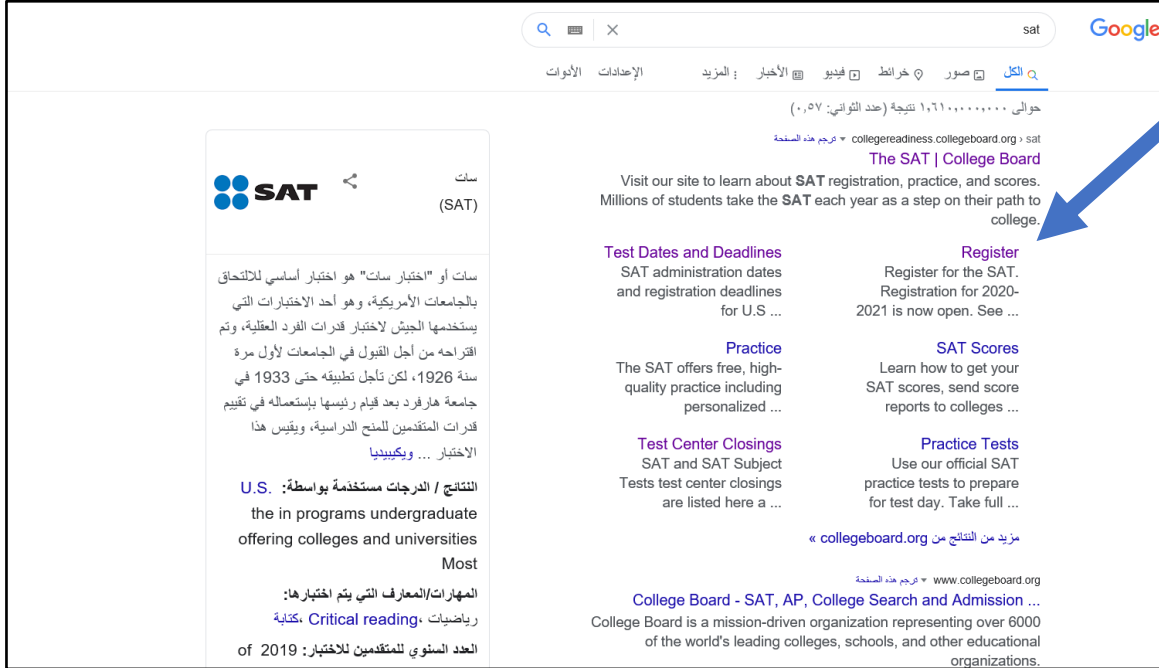 Google
sat
الكل صور خرائط فيديو الأخبار المزيد الإعدادات الأدوات
حوالى ١,٦١٠,٠٠٠,٠٠٠ نتيجة (عدد الثواني: ٠,٥٧)
collegereadiness.collegeboard.org › sat ترجم هذه الصفحة
The SAT | College Board
Visit our site to learn about SAT registration, practice, and scores.
Millions of students take the SAT each year as a step on their path to
college.
Register
Register for the SAT.
Registration for 2020-
2021 is now open. See ...
Test Dates and Deadlines
SAT administration dates
and registration deadlines
for U.S ...
SAT Scores
Learn how to get your
SAT scores, send score
reports to colleges ...
Practice
The SAT offers free, high-
quality practice including
personalized ...
Practice Tests
Use our official SAT
practice tests to prepare
for test day. Take full ...
Test Center Closings
SAT and SAT Subject
Tests test center closings
are listed here a ...
مزيد من النتائج من collegeboard.org »
www.collegeboard.org ترجم هذه الصفحة
College Board - SAT, AP, College Search and Admission ...
College Board is a mission-driven organization representing over 6000
of the world's leading colleges, schools, and other educational
organizations.
سات
(SAT)
SAT
سات أو "اختبار سات" هو اختبار أساسي للالتحاق
بالجامعات الأمريكية، وهو أحد الاختبارات التي
يستخدمها الجيش لاختبار قدرات الفرد العقلية، وتم
اقتراحه من أجل القبول في الجامعات لأول مرة
سنة 1926، لكن تأجل تطبيقه حتى 1933 في
جامعة هارفرد بعد قيام رئيسها بإستعماله في تقييم
قدرات المتقدمين للمنح الدراسية، ويقيس هذا
الاختبار ... ويكيبيديا
النتائج / الدرجات مستخدَمة بواسطة: U.S.
the in programs undergraduate
offering colleges and universities
Most
المهارات/المعارف التي يتم اختبارها:
رياضيات، Critical reading، كتابة
العدد السنوي للمتقدمين للاختبار: 2019 of